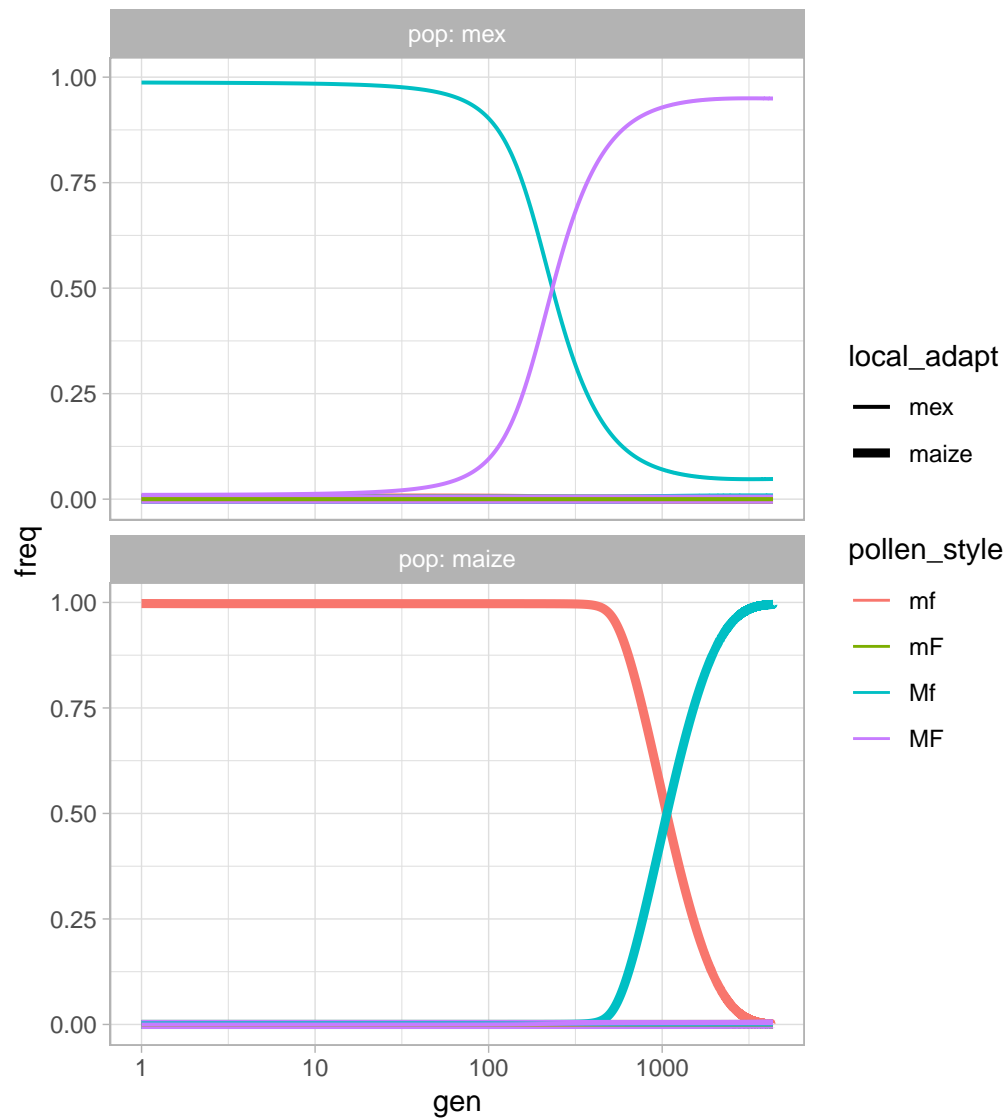 pop: mex
1.00
0.75
0.50
0.25
0.00
pop: maize
1.00
0.75
0.50
0.25
0.00
1 10 100 1000
gen
freq
local_adapt
mex
maize
pollen_style
mf
mF
Mf
MF